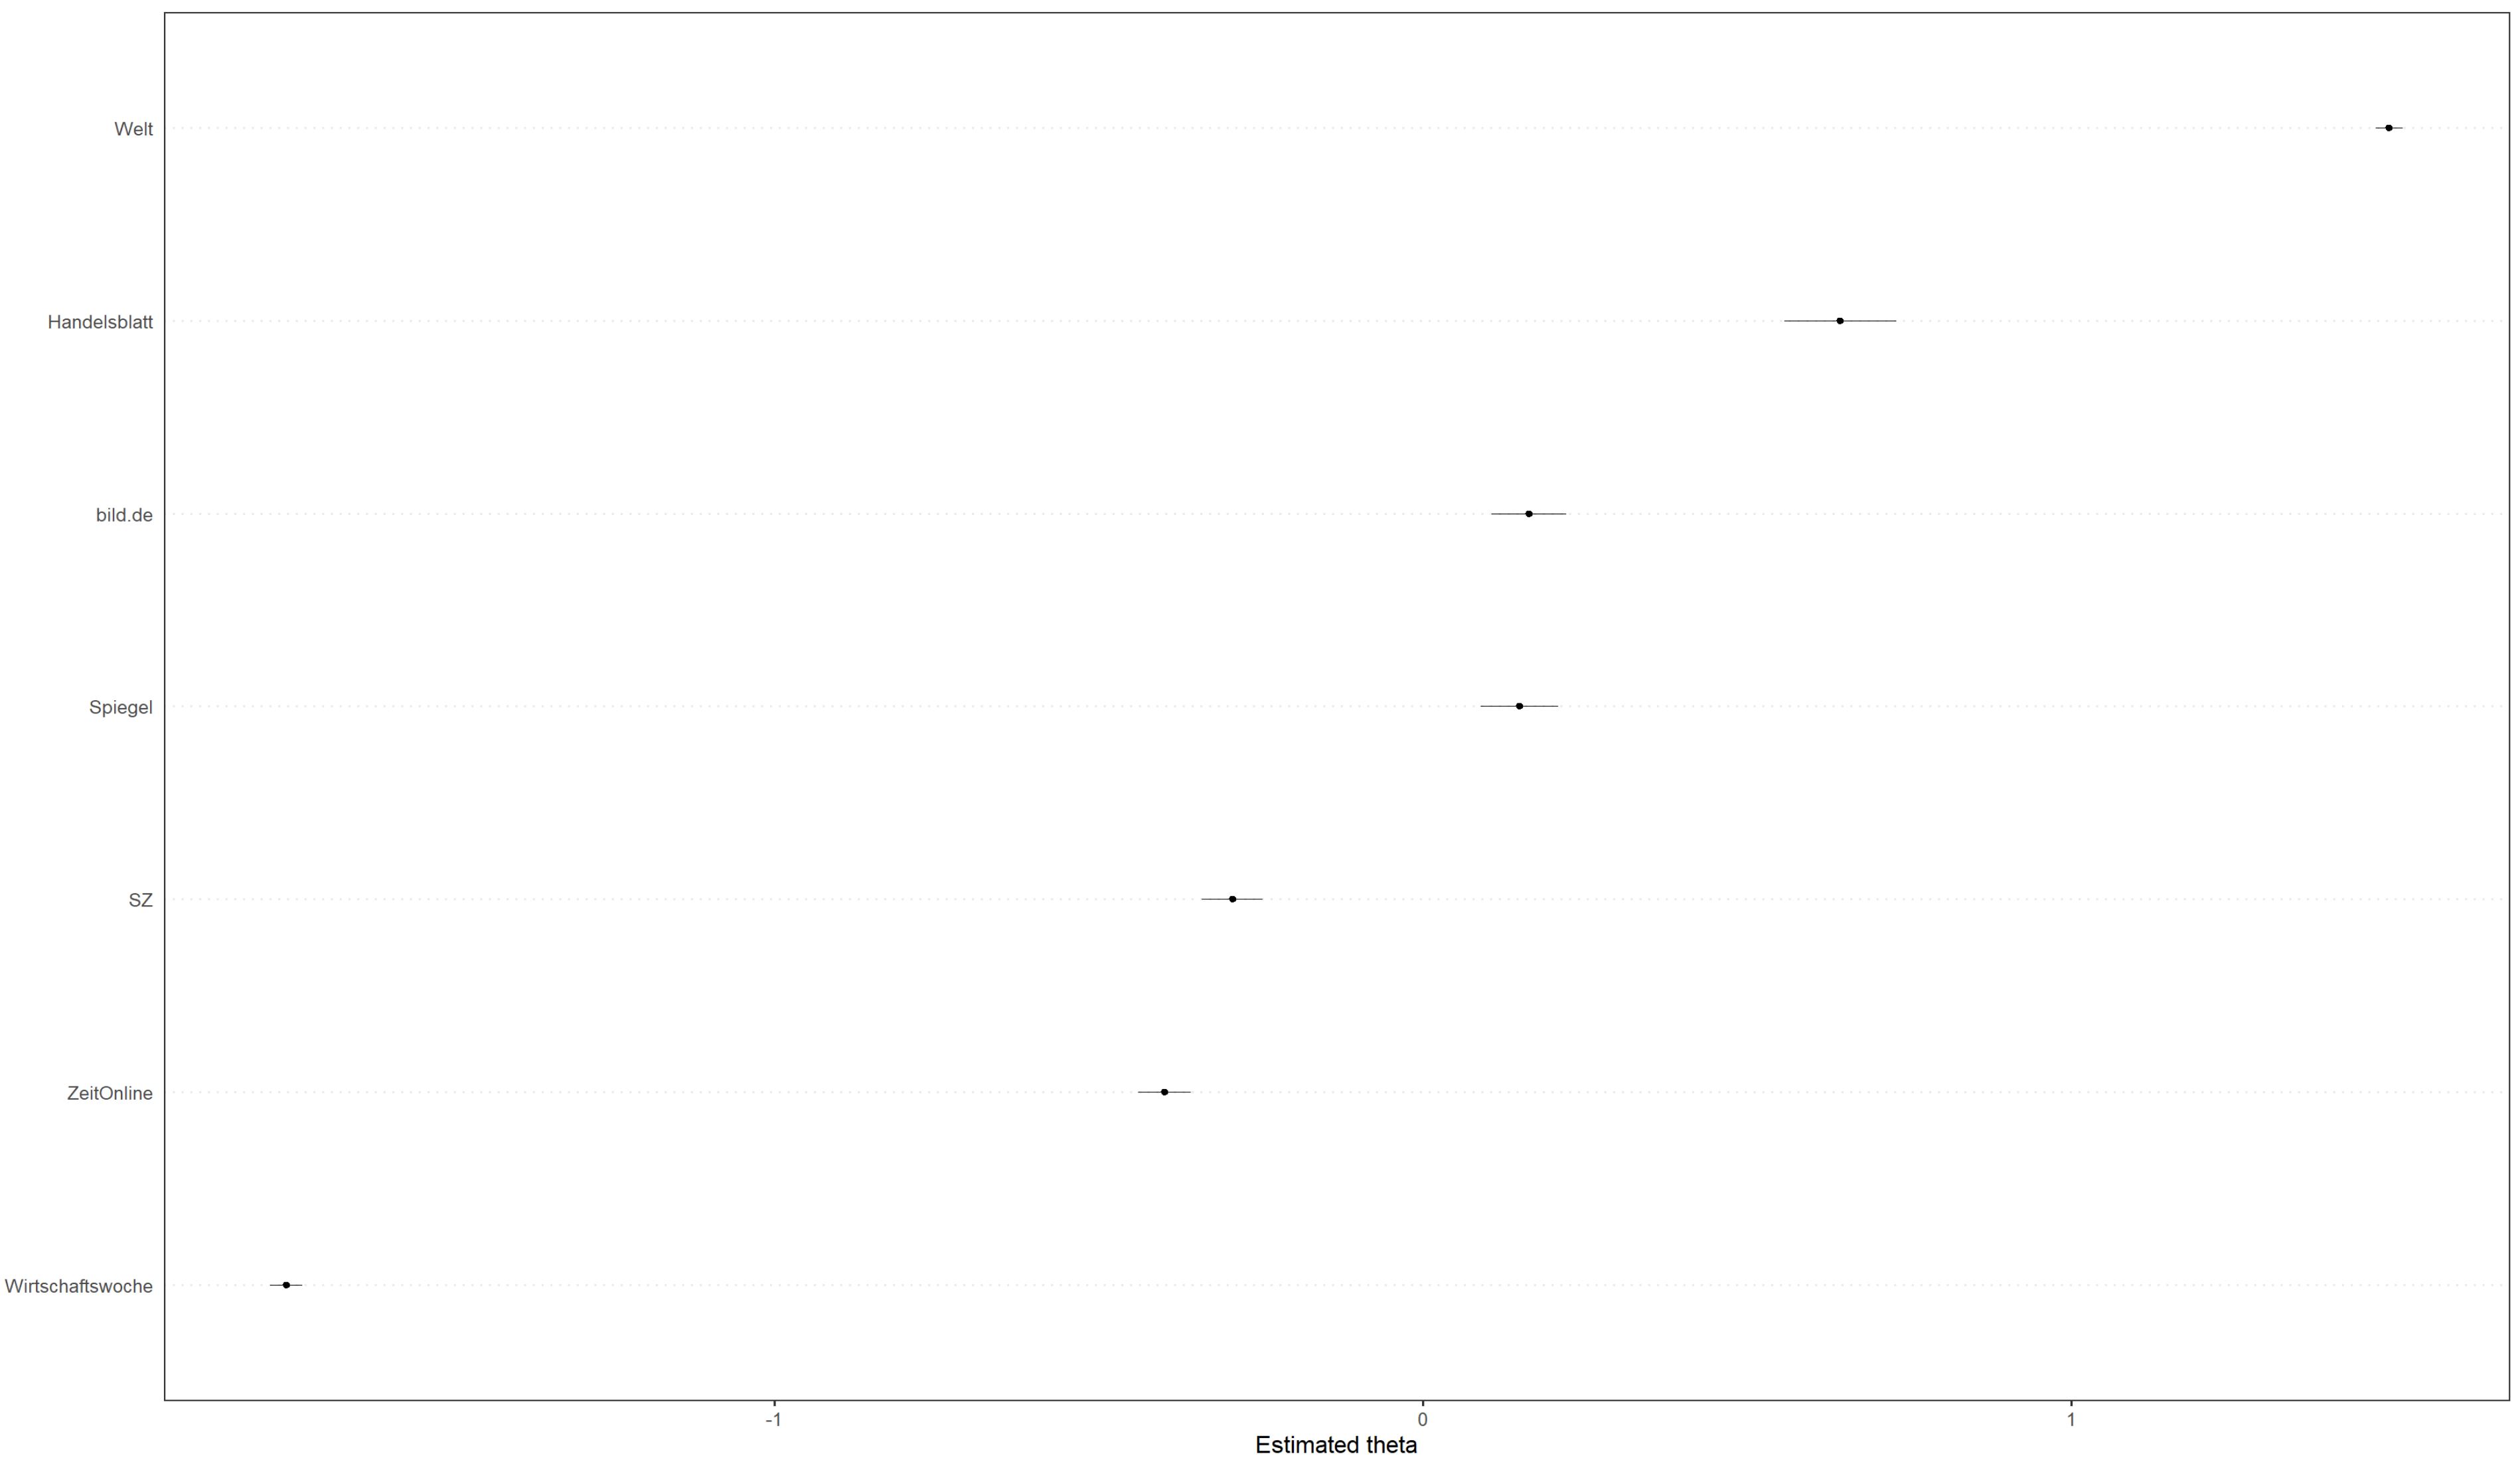 Welt
Handelsblatt
bild.de
Spiegel
SZ
ZeitOnline
Wirtschaftswoche
-1 0 1
Estimated theta